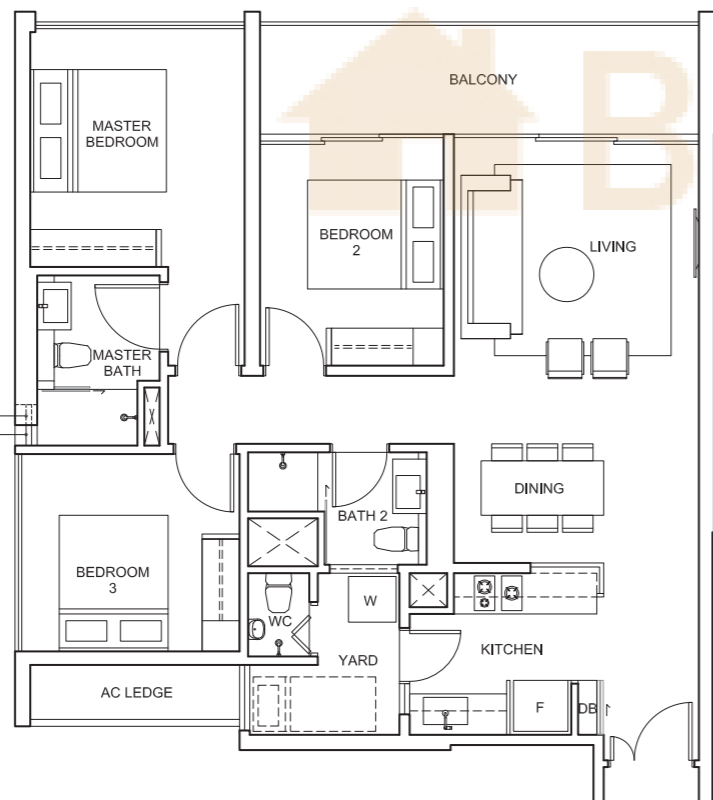 BALCONY
MASTER
BEDROOM
BEDROOM
2
LIVING
MASTER
BATH
DINING
BATH 2
BEDROOM
3
W
WC
KITCHEN
YARD
AC LEDGE
F
DB
B